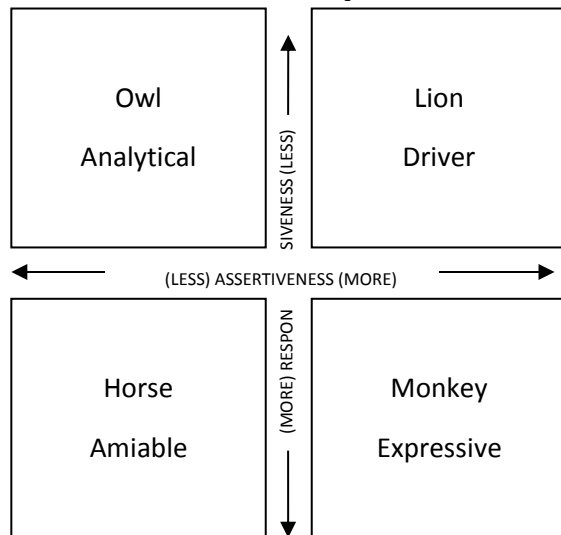 Owl
Analytical
Lion
Driver
SIVENESS (LESS)
(LESS) ASSERTIVENESS (MORE)
(MORE) RESPON
Horse
Amiable
Monkey
Expressive